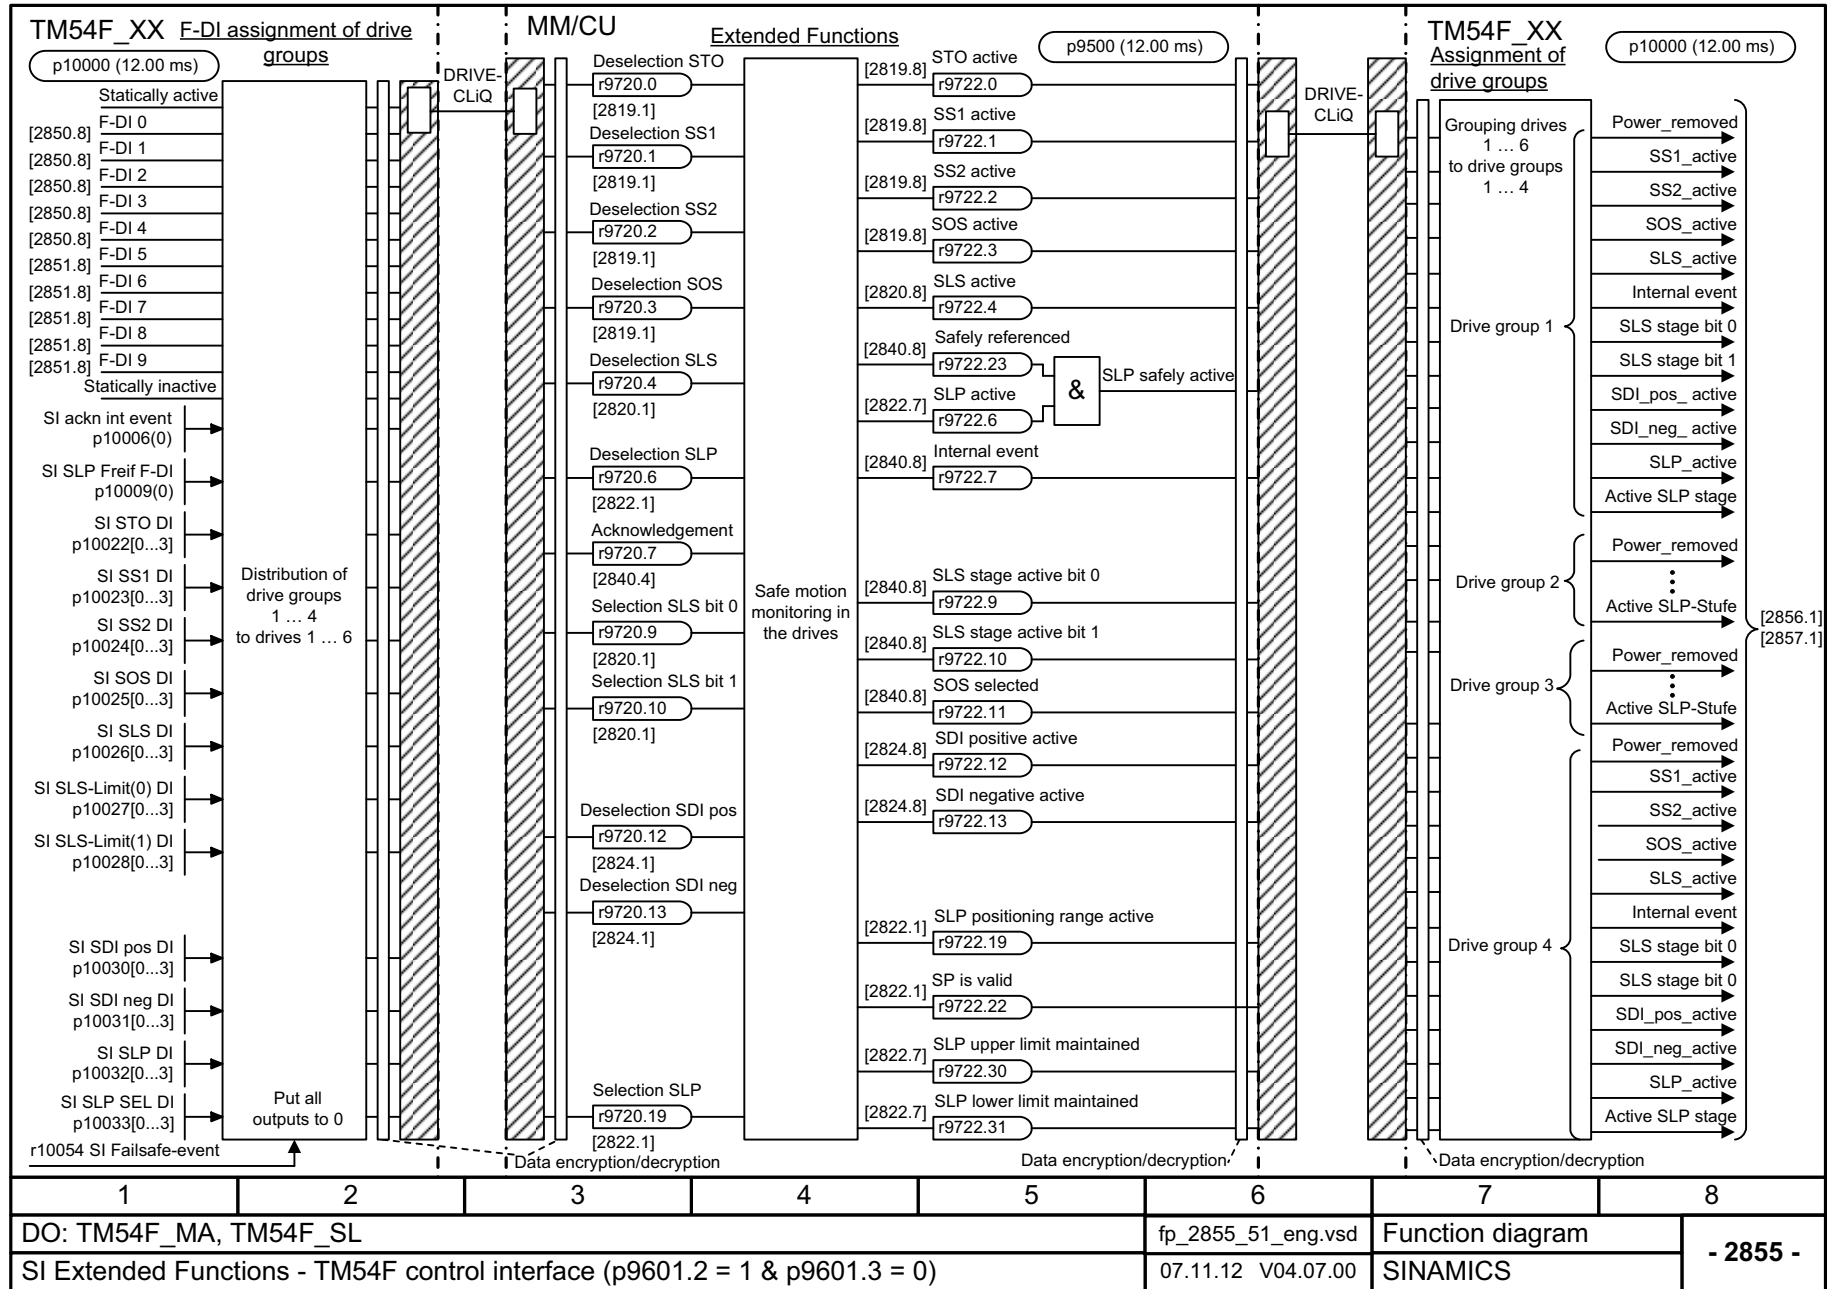 TM54F_XX
F-DI assignment of drive
groups
p10000 (12.00 ms)
Statically active
F-DI 0
[2850.8]
F-DI 1
[2850.8]
F-DI 2
[2850.8]
F-DI 3
[2850.8]
F-DI 4
[2850.8]
F-DI 5
[2851.8]
F-DI 6
[2851.8]
F-DI 7
[2851.8]
F-DI 8
[2851.8]
F-DI 9
[2851.8]
Statically inactive
SI ackn int event
p10006(0)
SI SLP Freif F-DI
p10009(0)
SI STO DI
p10022[0...3]
SI SS1 DI
p10023[0...3]
SI SS2 DI
p10024[0...3]
SI SOS DI
p10025[0...3]
SI SLS DI
p10026[0...3]
SI SLS-Limit(0) DI
p10027[0...3]
SI SLS-Limit(1) DI
p10028[0...3]
SI SDI pos DI
p10030[0...3]
SI SDI neg DI
p10031[0...3]
SI SLP DI
p10032[0...3]
SI SLP SEL DI
p10033[0...3]
r10054 SI Failsafe-event
Distribution of
drive groups
1 ... 4
to drives 1 ... 6
Put all
outputs to 0
DRIVE-
CLiQ
MM/CU
Extended Functions
p9500 (12.00 ms)
Deselection STO
r9720.0
[2819.1]
Deselection SS1
r9720.1
[2819.1]
Deselection SS2
r9720.2
[2819.1]
Deselection SOS
r9720.3
[2819.1]
Deselection SLS
r9720.4
[2820.1]
Deselection SLP
r9720.6
[2822.1]
Acknowledgement
r9720.7
[2840.4]
Selection SLS bit 0
r9720.9
[2820.1]
Selection SLS bit 1
r9720.10
[2820.1]
Deselection SDI pos
r9720.12
[2824.1]
Deselection SDI neg
r9720.13
[2824.1]
Selection SLP
r9720.19
[2822.1]
Data encryption/decryption
Safe motion
monitoring in
the drives
STO active
[2819.8]
r9722.0
SS1 active
[2819.8]
r9722.1
SS2 active
[2819.8]
r9722.2
SOS active
[2819.8]
r9722.3
SLS active
[2820.8]
r9722.4
Safely referenced
[2840.8]
r9722.23
SLP active
[2822.7]
r9722.6
&
SLP safely active
Internal event
[2840.8]
r9722.7
SLS stage active bit 0
[2840.8]
r9722.9
SLS stage active bit 1
[2840.8]
r9722.10
SOS selected
[2840.8]
r9722.11
SDI positive active
[2824.8]
r9722.12
SDI negative active
[2824.8]
r9722.13
SLP positioning range active
[2822.1]
r9722.19
SP is valid
[2822.1]
r9722.22
SLP upper limit maintained
[2822.7]
r9722.30
SLP lower limit maintained
[2822.7]
r9722.31
Data encryption/decryption
DRIVE-
CLiQ
TM54F_XX
Assignment of
drive groups
p10000 (12.00 ms)
Grouping drives
1 ... 6
to drive groups
1 ... 4
Drive group 1
Power_removed
SS1_active
SS2_active
SOS_active
SLS_active
Internal event
SLS stage bit 0
SLS stage bit 1
SDI_pos_ active
SDI_neg_ active
SLP_active
Active SLP stage
Drive group 2
Power_removed
Active SLP-Stufe
Drive group 3
Power_removed
Active SLP-Stufe
Drive group 4
Power_removed
SS1_active
SS2_active
SOS_active
SLS_active
Internal event
SLS stage bit 0
SLS stage bit 0
SDI_pos_active
SDI_neg_active
SLP_active
Active SLP stage
[2856.1]
[2857.1]
Data encryption/decryption
1 2 3 4 5 6 7 8
DO: TM54F_MA, TM54F_SL
fp_2855_51_eng.vsd
Function diagram
- 2855 -
SI Extended Functions - TM54F control interface (p9601.2 = 1 & p9601.3 = 0)
07.11.12 V04.07.00
SINAMICS